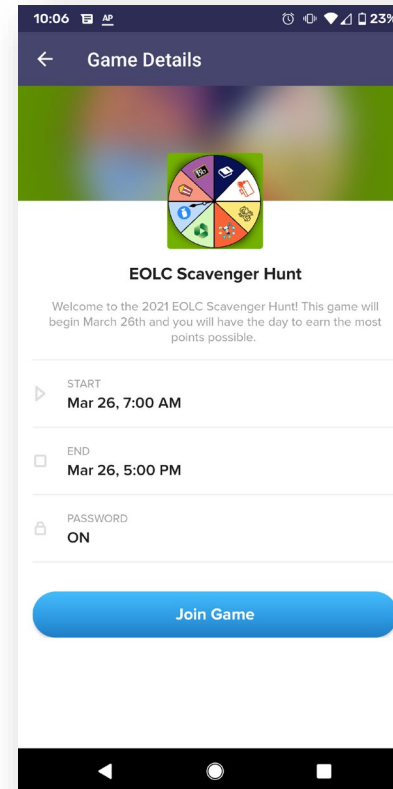 10:06 AP 23%
Game Details
EOLC Scavenger Hunt
Welcome to the 2021 EOLC Scavenger Hunt! This game will
begin March 26th and you will have the day to earn the most
points possible.
START
Mar 26, 7:00 AM
END
Mar 26, 5:00 PM
PASSWORD
ON
Join Game